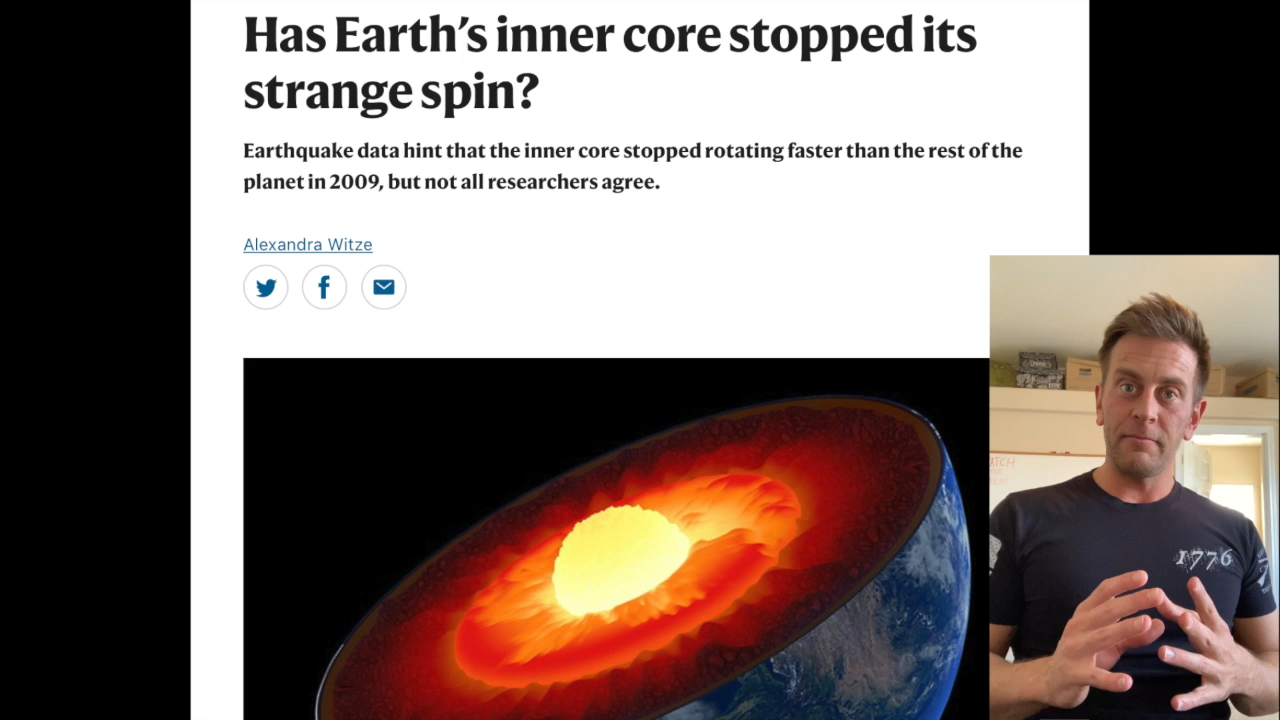 Has Earth’s inner core stopped its
strange spin?
Earthquake data hint that the inner core stopped rotating faster than the rest of the
planet in 2009, but not all researchers agree.
Alexandra Witze
1776